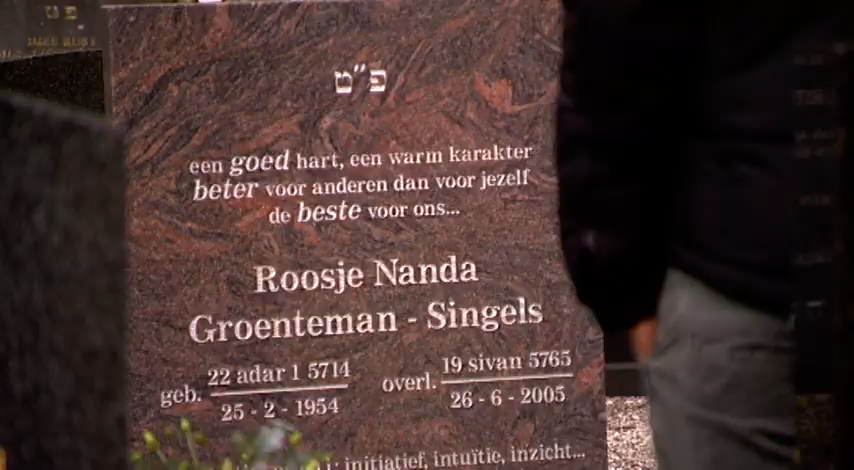 פ״ט
een goed hart, een warm karakter
beter voor anderen dan voor jezelf
de beste voor ons...
Roosje Nanda
Groenteman - Singels
geb. 22 adar 1 5714
25 - 2 - 1954
overl. 19 sivan 5765
26 - 6 - 2005
initiatief, intuïtie, inzicht...